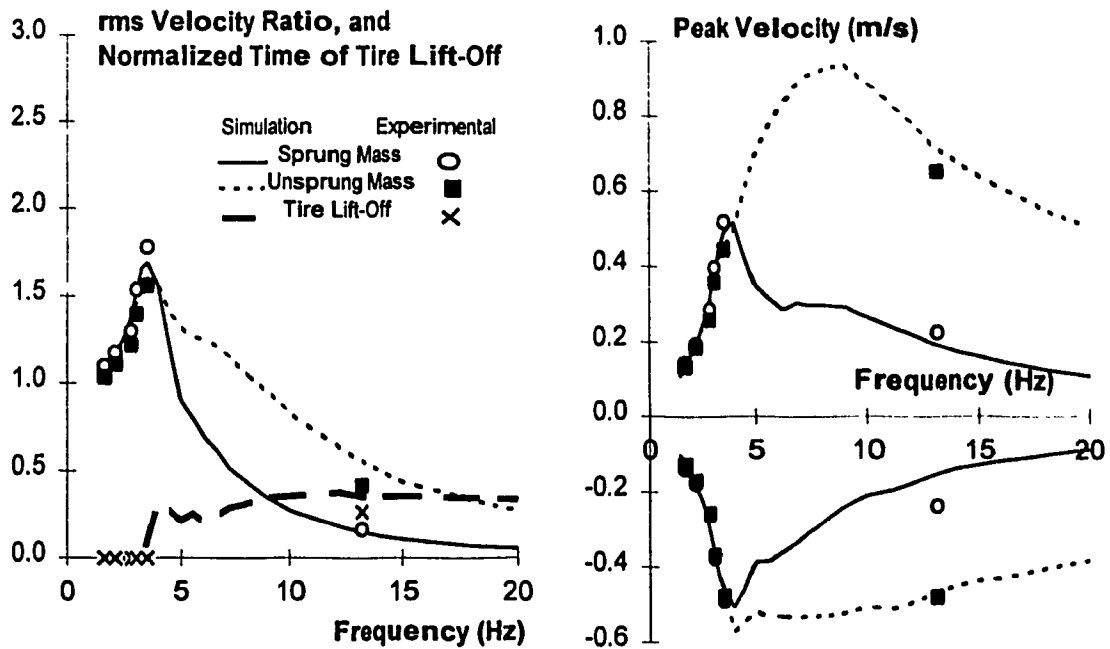 rms Velocity Ratio, and
Normalized Time of Tire Lift-Off
3.0
2.5
2.0
1.5
1.0
0.5
0.0
0 5 10 15 20
Frequency (Hz)
Simulation Experimental
Sprung Mass
Unsprung Mass
Tire Lift-Off
Peak Velocity (m/s)
1.0
0.8
0.6
0.4
0.2
0.0
-0.2
-0.4
-0.6
Frequency (Hz)
0 5 10 15 20